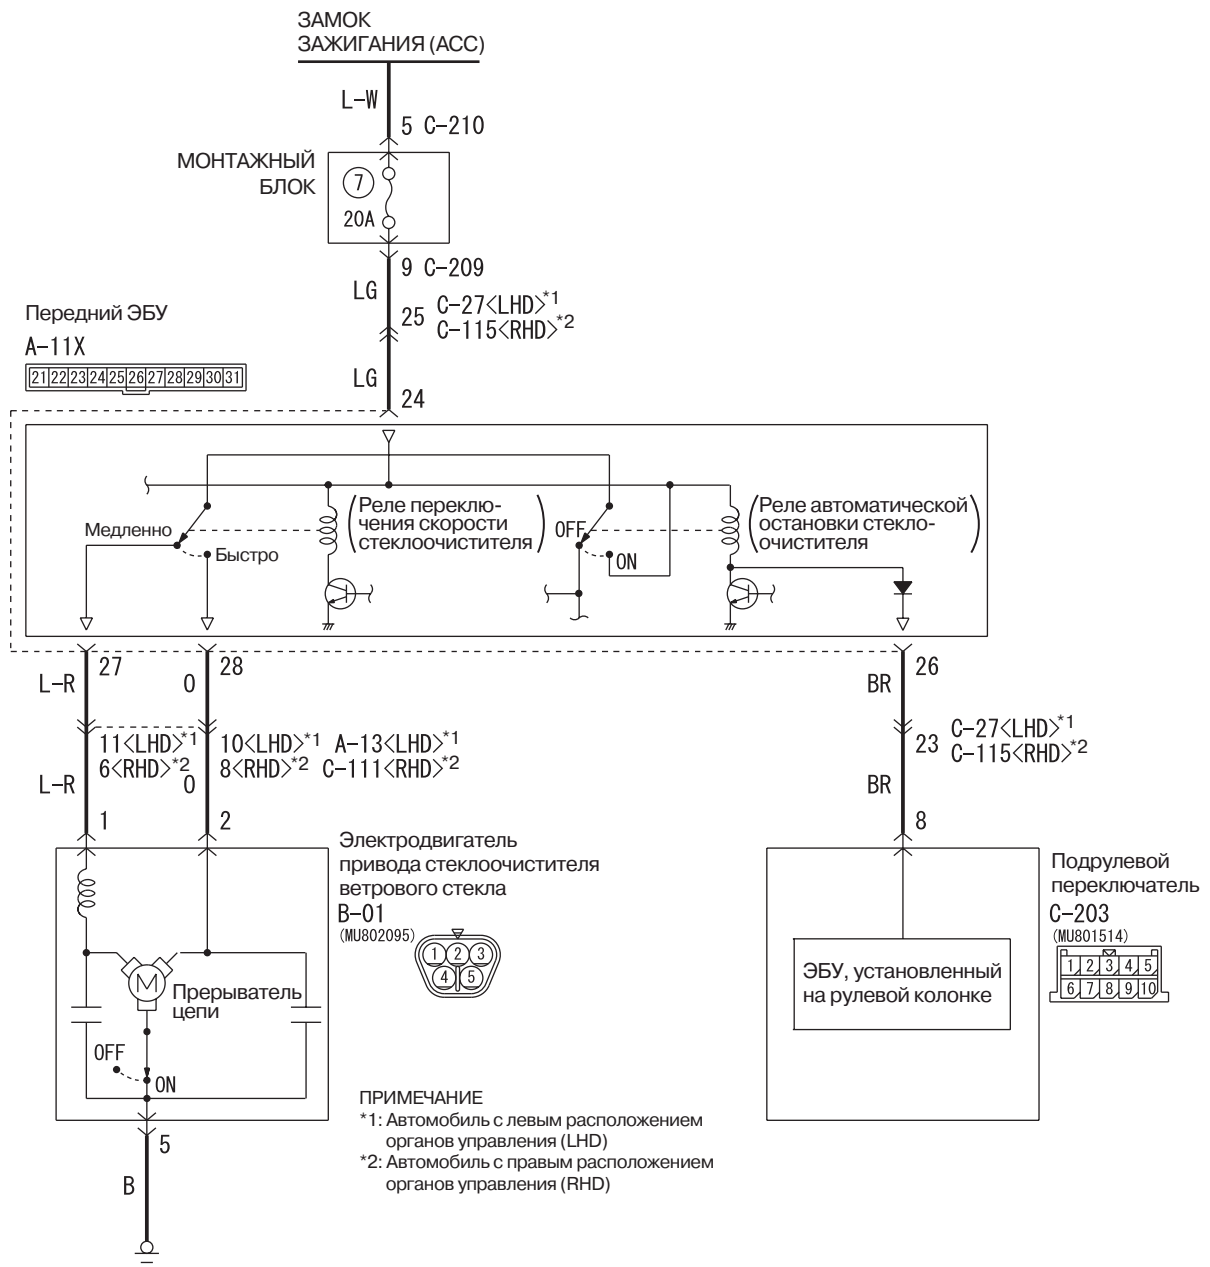 ЗАМОК
ЗАЖИГАНИЯ (ACC)
L-W
5 C-210
МОНТАЖНЫЙ
БЛОК
7
20A
9 C-209
LG
25
C-27<LHD>*1
C-115<RHD>*2
Передний ЭБУ
A-11X
21 22 23 24 25 26 27 28 29 30 31
LG
24
Медленно
Быстро
(Реле переклю-
чения скорости
стеклоочистителя)
OFF
ON
(Реле автоматической
остановки стекло-
очистителя)
27
28
26
L-R
O
BR
11<LHD>*1
6<RHD>*2
10<LHD>*1 A-13<LHD>*1
8<RHD>*2 C-111<RHD>*2
23
C-27<LHD>*1
C-115<RHD>*2
L-R
O
BR
1
2
8
Электродвигатель
привода стеклоочистителя
ветрового стекла
B-01
(MU802095)
1 2 3
4 5
M
Прерыватель
цепи
OFF
ON
5
B
Подрулевой
переключатель
C-203
(MU801514)
1 2 3 4 5
6 7 8 9 10
ЭБУ, установленный
на рулевой колонке
ПРИМЕЧАНИЕ
*1: Автомобиль с левым расположением
органов управления (LHD)
*2: Автомобиль с правым расположением
органов управления (RHD)